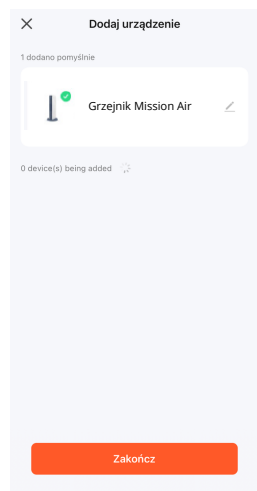 Dodaj urządzenie
1 dodano pomyślnie
Grzejnik Mission Air
0 device(s) being added
Zakończ